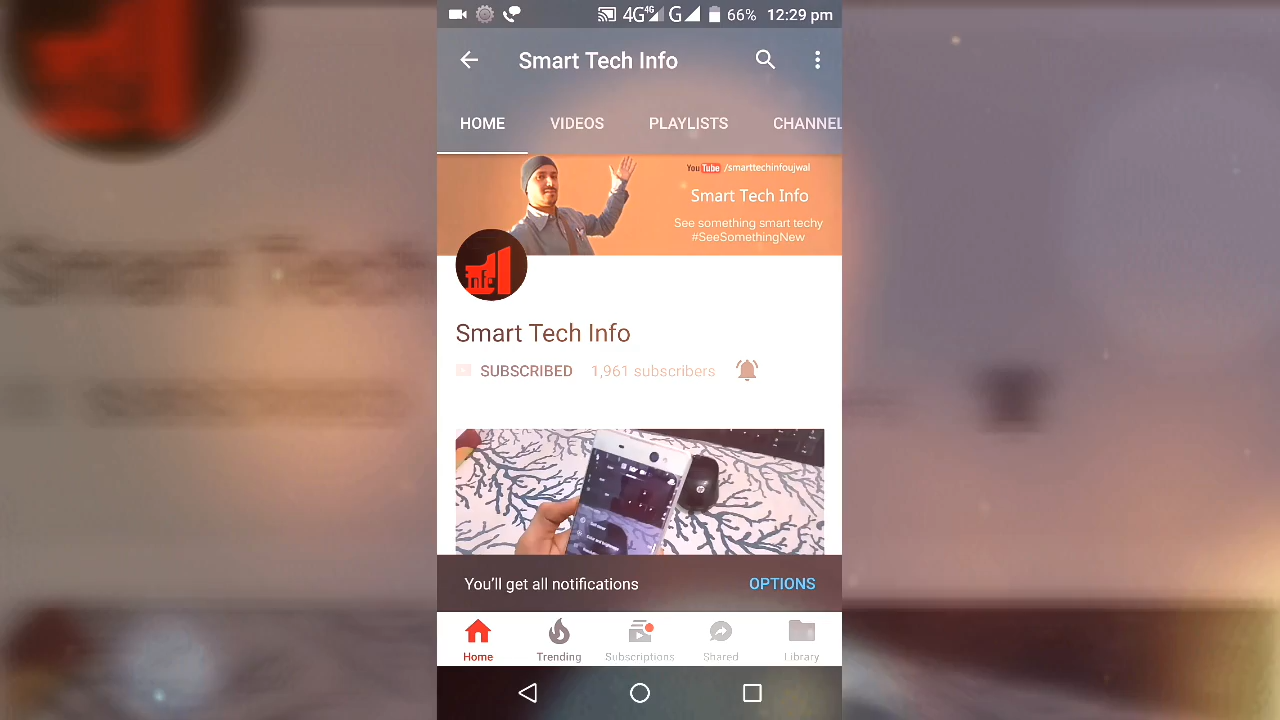 4G 4G G 66% 12:29 pm
Smart Tech Info
HOME VIDEOS PLAYLISTS CHANNEL
YouTube /smarttechinfoujwal
Smart Tech Info
See something smart techy
#SeeSomethingNew
info
Smart Tech Info
SUBSCRIBED 1,961 subscribers
You'll get all notifications OPTIONS
Home Trending Subscriptions Shared Library